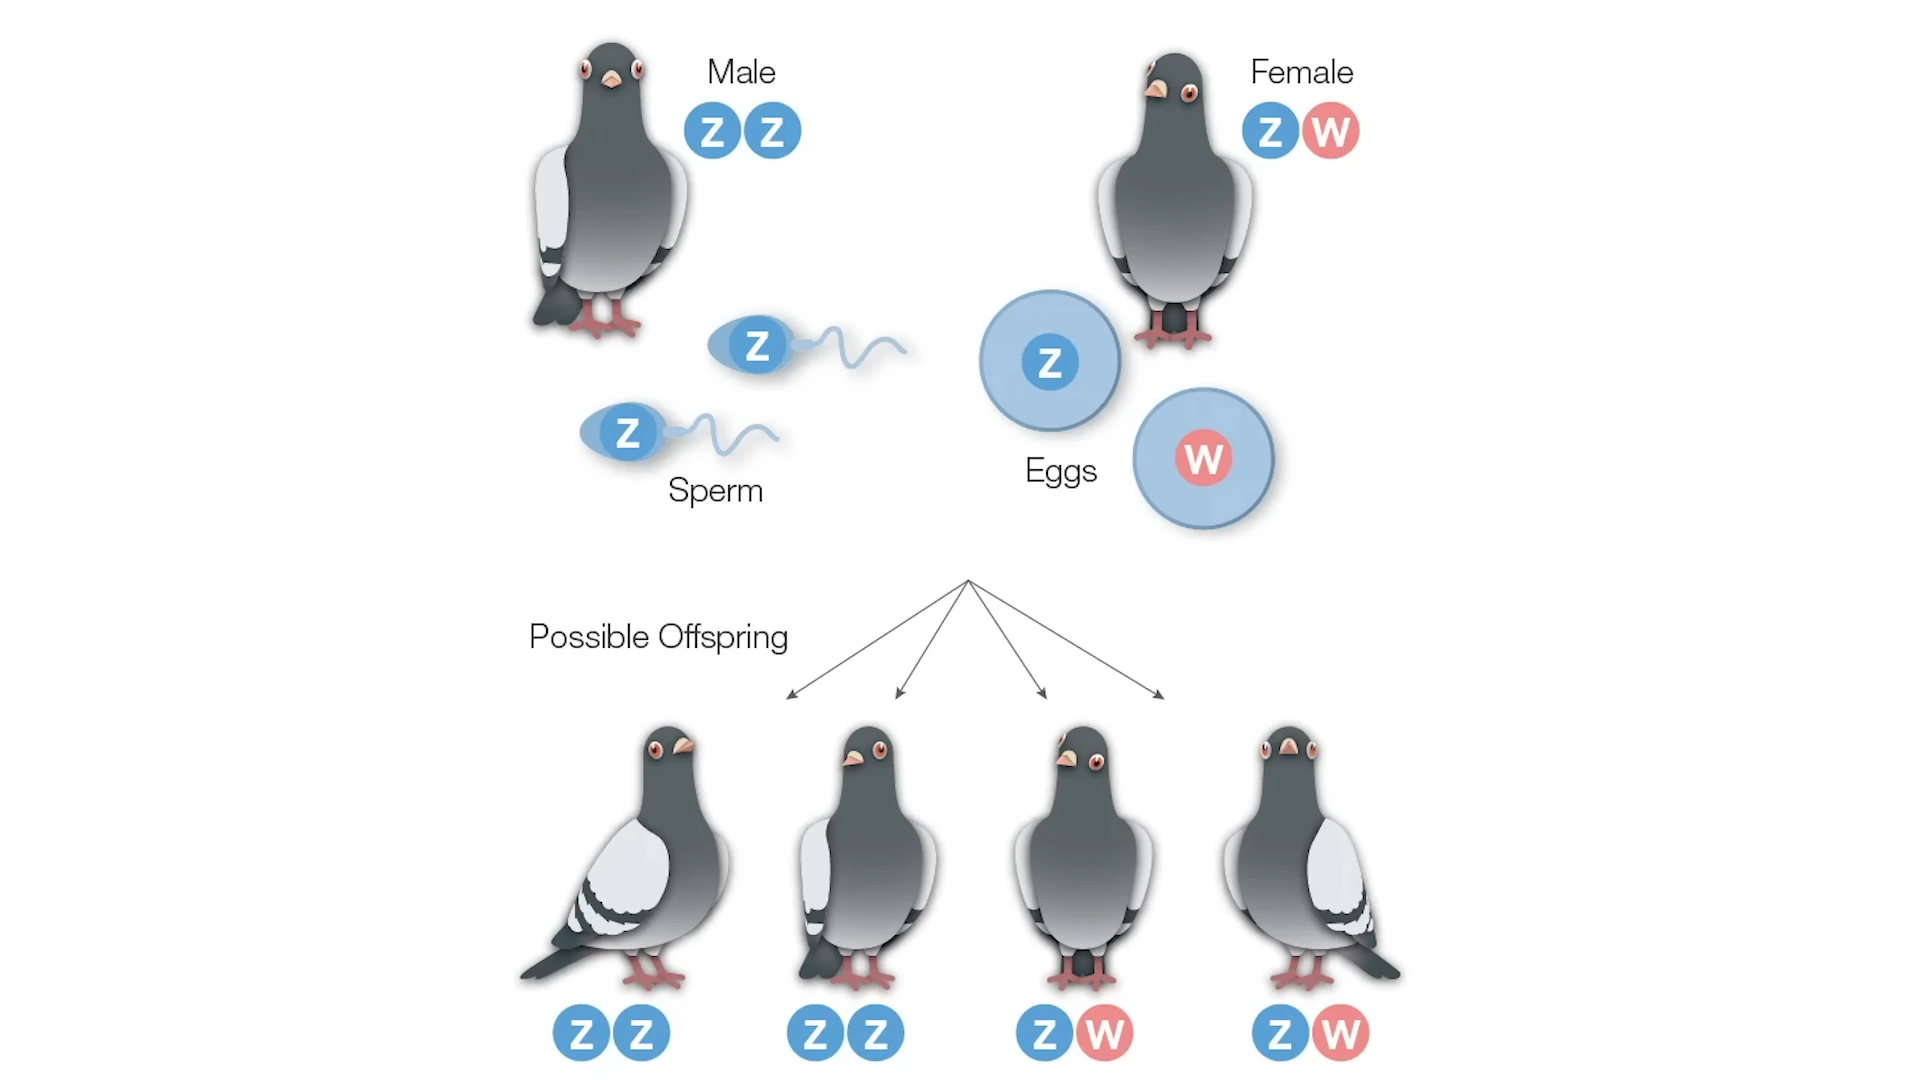 Male
Z Z
Female
Z W
Z
Z
Sperm
Z
W
Eggs
Possible Offspring
Z Z
Z Z
Z W
Z W